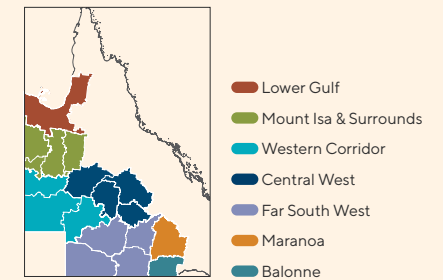 Lower Gulf
Mount Isa & Surrounds
Western Corridor
Central West
Far South West
Maranoa
Balonne